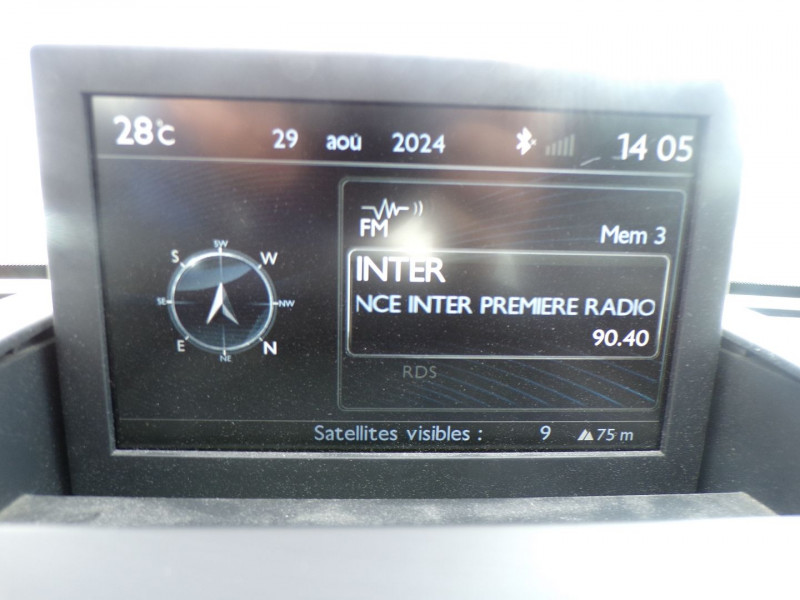 28°C 29 aoû 2024 14 05
FM
Mem 3
INTER
NCE INTER PREMIERE RADIO
90.40
RDS
SW
S W
SE NW
E N
NE
Satellites visibles : 9 75 m